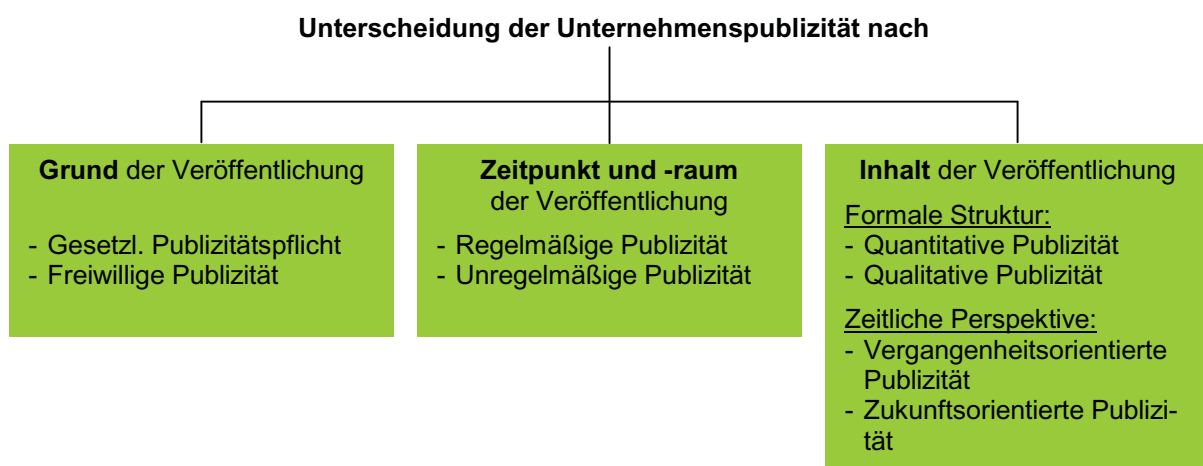 Unterscheidung der Unternehmenspublizität nach
Grund der Veröffentlichung
- Gesetzl. Publizitätspflicht
- Freiwillige Publizität
Zeitpunkt und -raum
der Veröffentlichung
- Regelmäßige Publizität
- Unregelmäßige Publizität
Inhalt der Veröffentlichung
Formale Struktur:
- Quantitative Publizität
- Qualitative Publizität
Zeitliche Perspektive:
- Vergangenheitsorientierte
Publizität
- Zukunftsorientierte Publizi-
tät